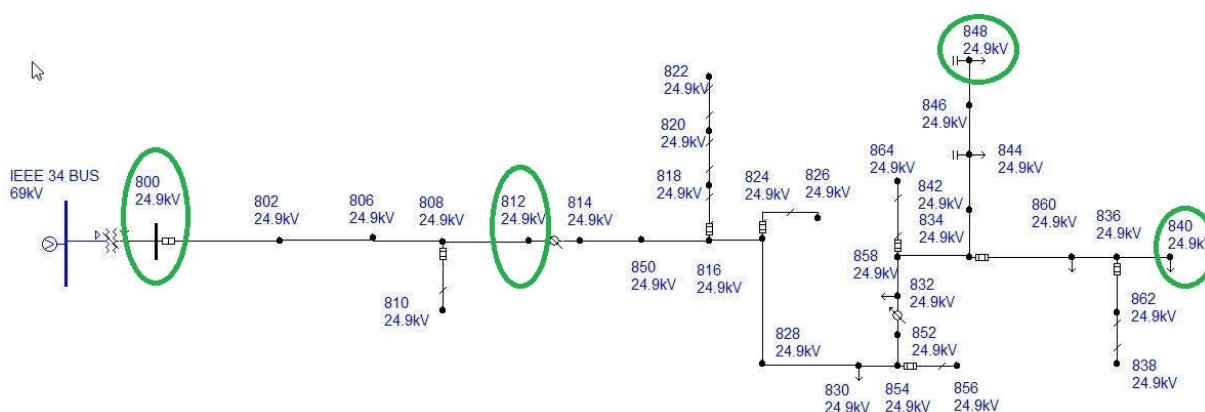 848
24.9kV
822
24.9kV
846
24.9kV
820
24.9kV
864
24.9kV
844
24.9kV
IEEE 34 BUS
69kV
800
24.9kV
802
24.9kV
806
24.9kV
808
24.9kV
812
24.9kV
814
24.9kV
818
24.9kV
824
24.9kV
826
24.9kV
842
24.9kV
834
24.9kV
860
24.9kV
836
24.9kV
840
24.9kV
850
24.9kV
816
24.9kV
858
24.9kV
832
24.9kV
810
24.9kV
862
24.9kV
828
24.9kV
852
24.9kV
830
24.9kV
854
24.9kV
856
24.9kV
838
24.9kV